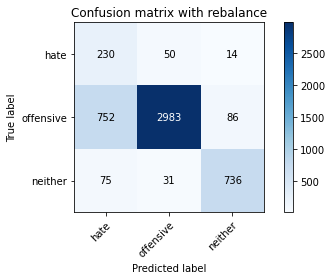 Confusion matrix with rebalance
True label
hate
230 50 14
offensive
752 2983 86
neither
75 31 736
hate offensive neither
Predicted label
2500
2000
1500
1000
500